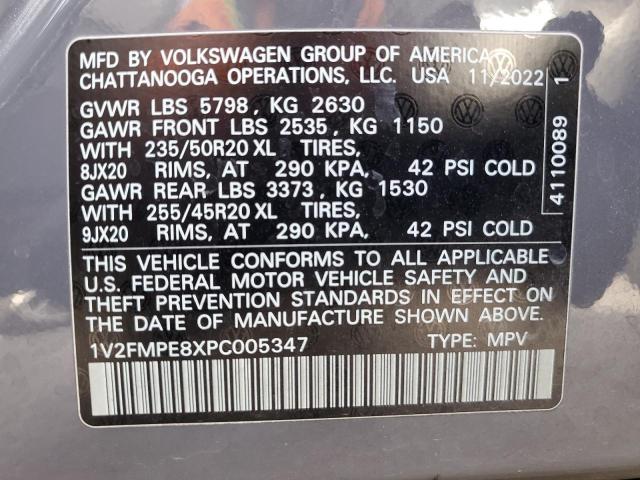 MFD BY VOLKSWAGEN GROUP OF AMERICA
CHATTANOOGA OPERATIONS, LLC. USA 11/2022
GVWR LBS 5798, KG 2630
GAWR FRONT LBS 2535, KG 1150
WITH 235/50R20 XL TIRES,
8JX20 RIMS, AT 290 KPA, 42 PSI COLD
GAWR REAR LBS 3373, KG 1530
WITH 255/45R20 XL TIRES,
9JX20 RIMS, AT 290 KPA, 42 PSI COLD
THIS VEHICLE CONFORMS TO ALL APPLICABLE
U.S. FEDERAL MOTOR VEHICLE SAFETY AND
THEFT PREVENTION STANDARDS IN EFFECT ON
THE DATE OF MANUFACTURE SHOWN ABOVE.
1V2FMPE8XPC005347 TYPE: MPV
4110089 1